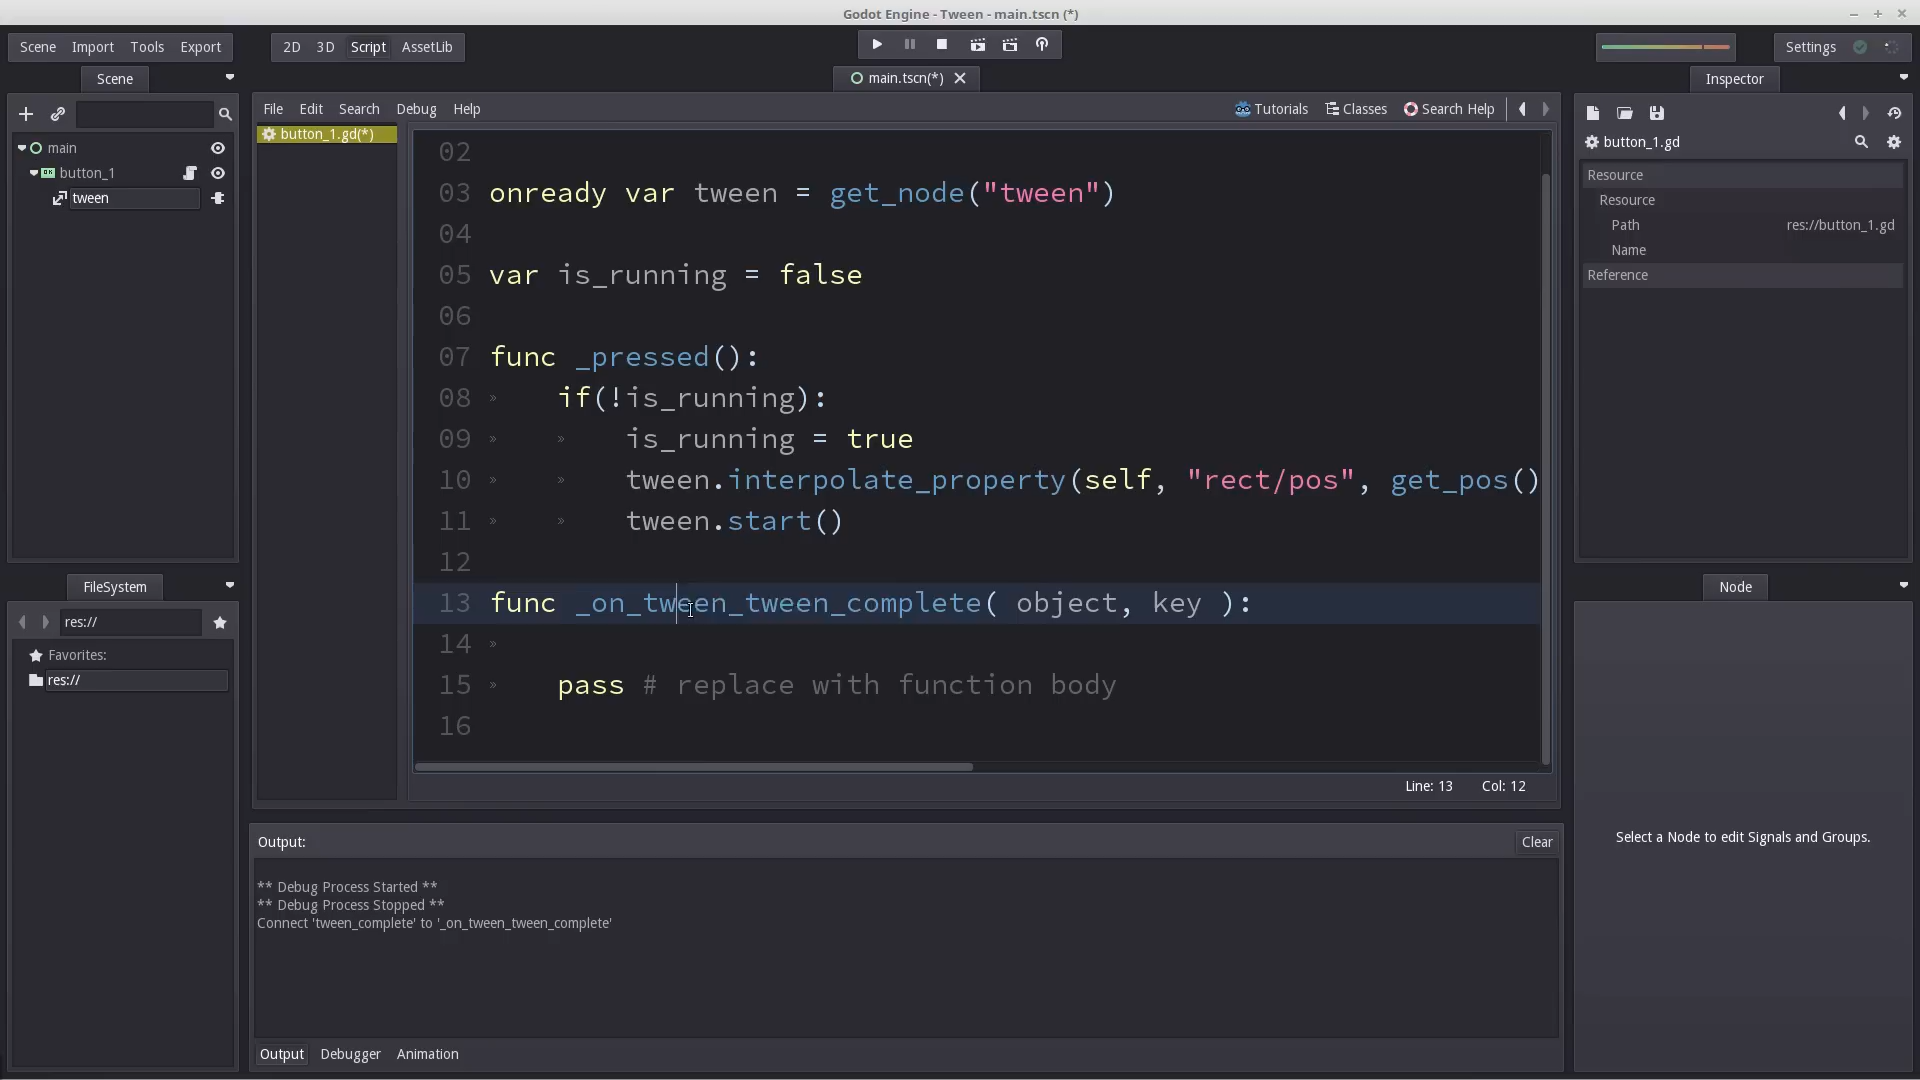 Godot Engine - Tween - main.tscn (*)
Scene Import Tools Export
2D 3D Script AssetLib
Settings
Scene
main.tscn(*)
Inspector
File Edit Search Debug Help
Tutorials Classes Search Help
button_1.gd(*)
main
button_1
tween
button_1.gd
Resource
Resource
Path res://button_1.gd
Name
Reference
02
03 onready var tween = get_node("tween")
04
05 var is_running = false
06
07 func _pressed():
08 » if(!is_running):
09 » » is_running = true
10 » » tween.interpolate_property(self, "rect/pos", get_pos()
11 » » tween.start()
12
13 func _on_tween_tween_complete( object, key ):
14 »
15 » pass # replace with function body
16
Line: 13 Col: 12
FileSystem
res://
Favorites:
res://
Node
Select a Node to edit Signals and Groups.
Output:
Clear
** Debug Process Started **
** Debug Process Stopped **
Connect 'tween_complete' to '_on_tween_tween_complete'
Output Debugger Animation